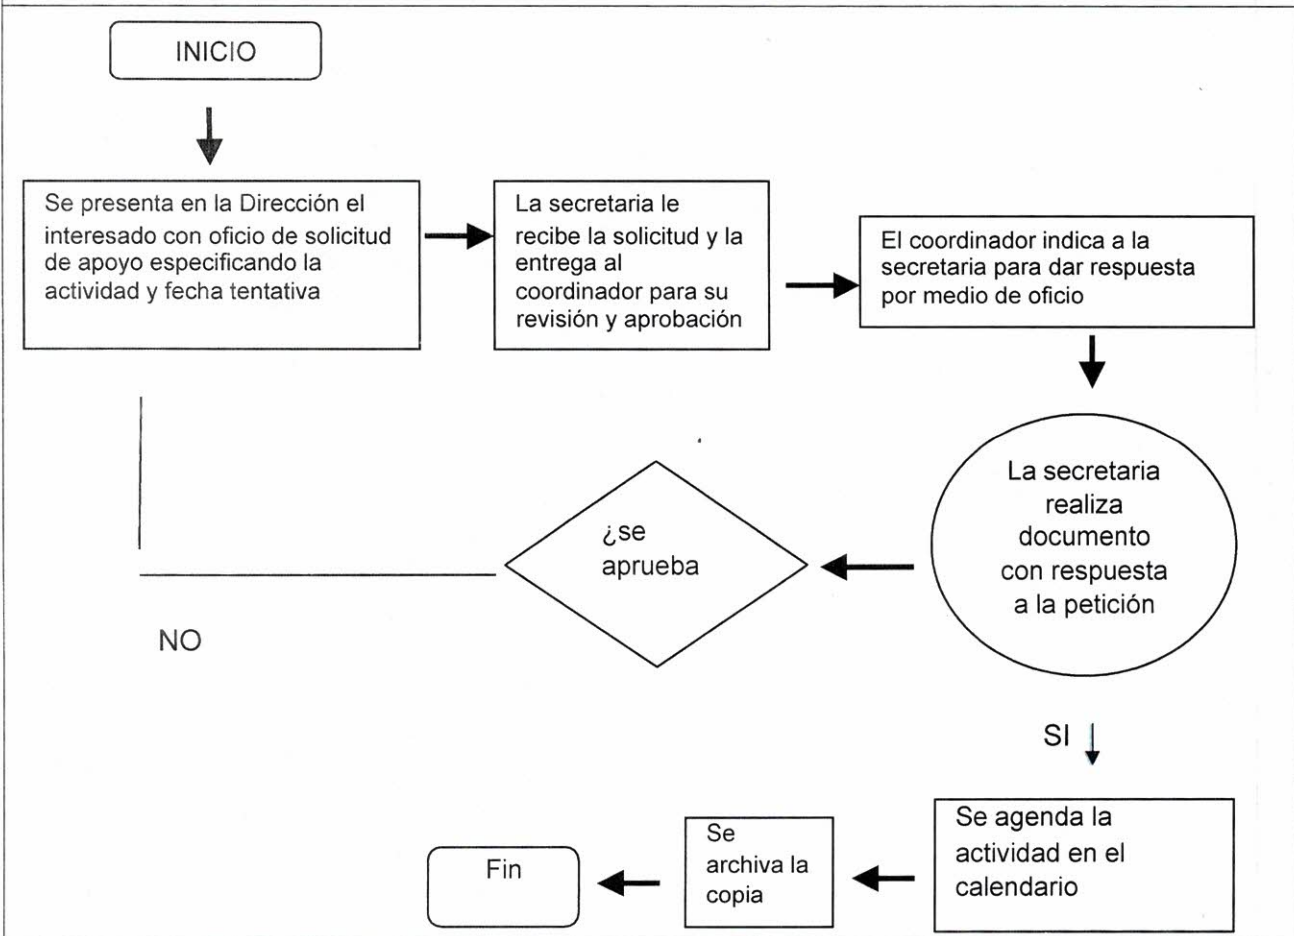 INICIO
Se presenta en la Dirección el
interesado con oficio de solicitud
de apoyo especificando la
actividad y fecha tentativa
La secretaria le
recibe la solicitud y la
entrega al
coordinador para su
revisión y aprobación
El coordinador indica a la
secretaria para dar respuesta
por medio de oficio
La secretaria
realiza
documento
con respuesta
a la petición
¿se
aprueba
NO
SI
Se agenda la
actividad en el
calendario
Se
archiva la
copia
Fin